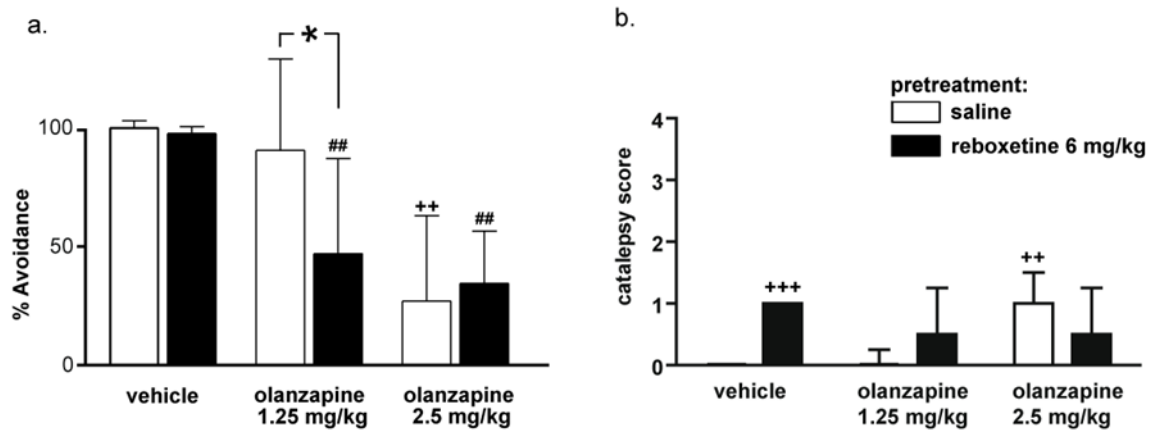 a.
*
% Avoidance
100
50
0
##
++
##
vehicle
olanzapine
1.25 mg/kg
olanzapine
2.5 mg/kg
b.
pretreatment:
saline
reboxetine 6 mg/kg
catalepsy score
4
3
2
1
0
+++
++
vehicle
olanzapine
1.25 mg/kg
olanzapine
2.5 mg/kg